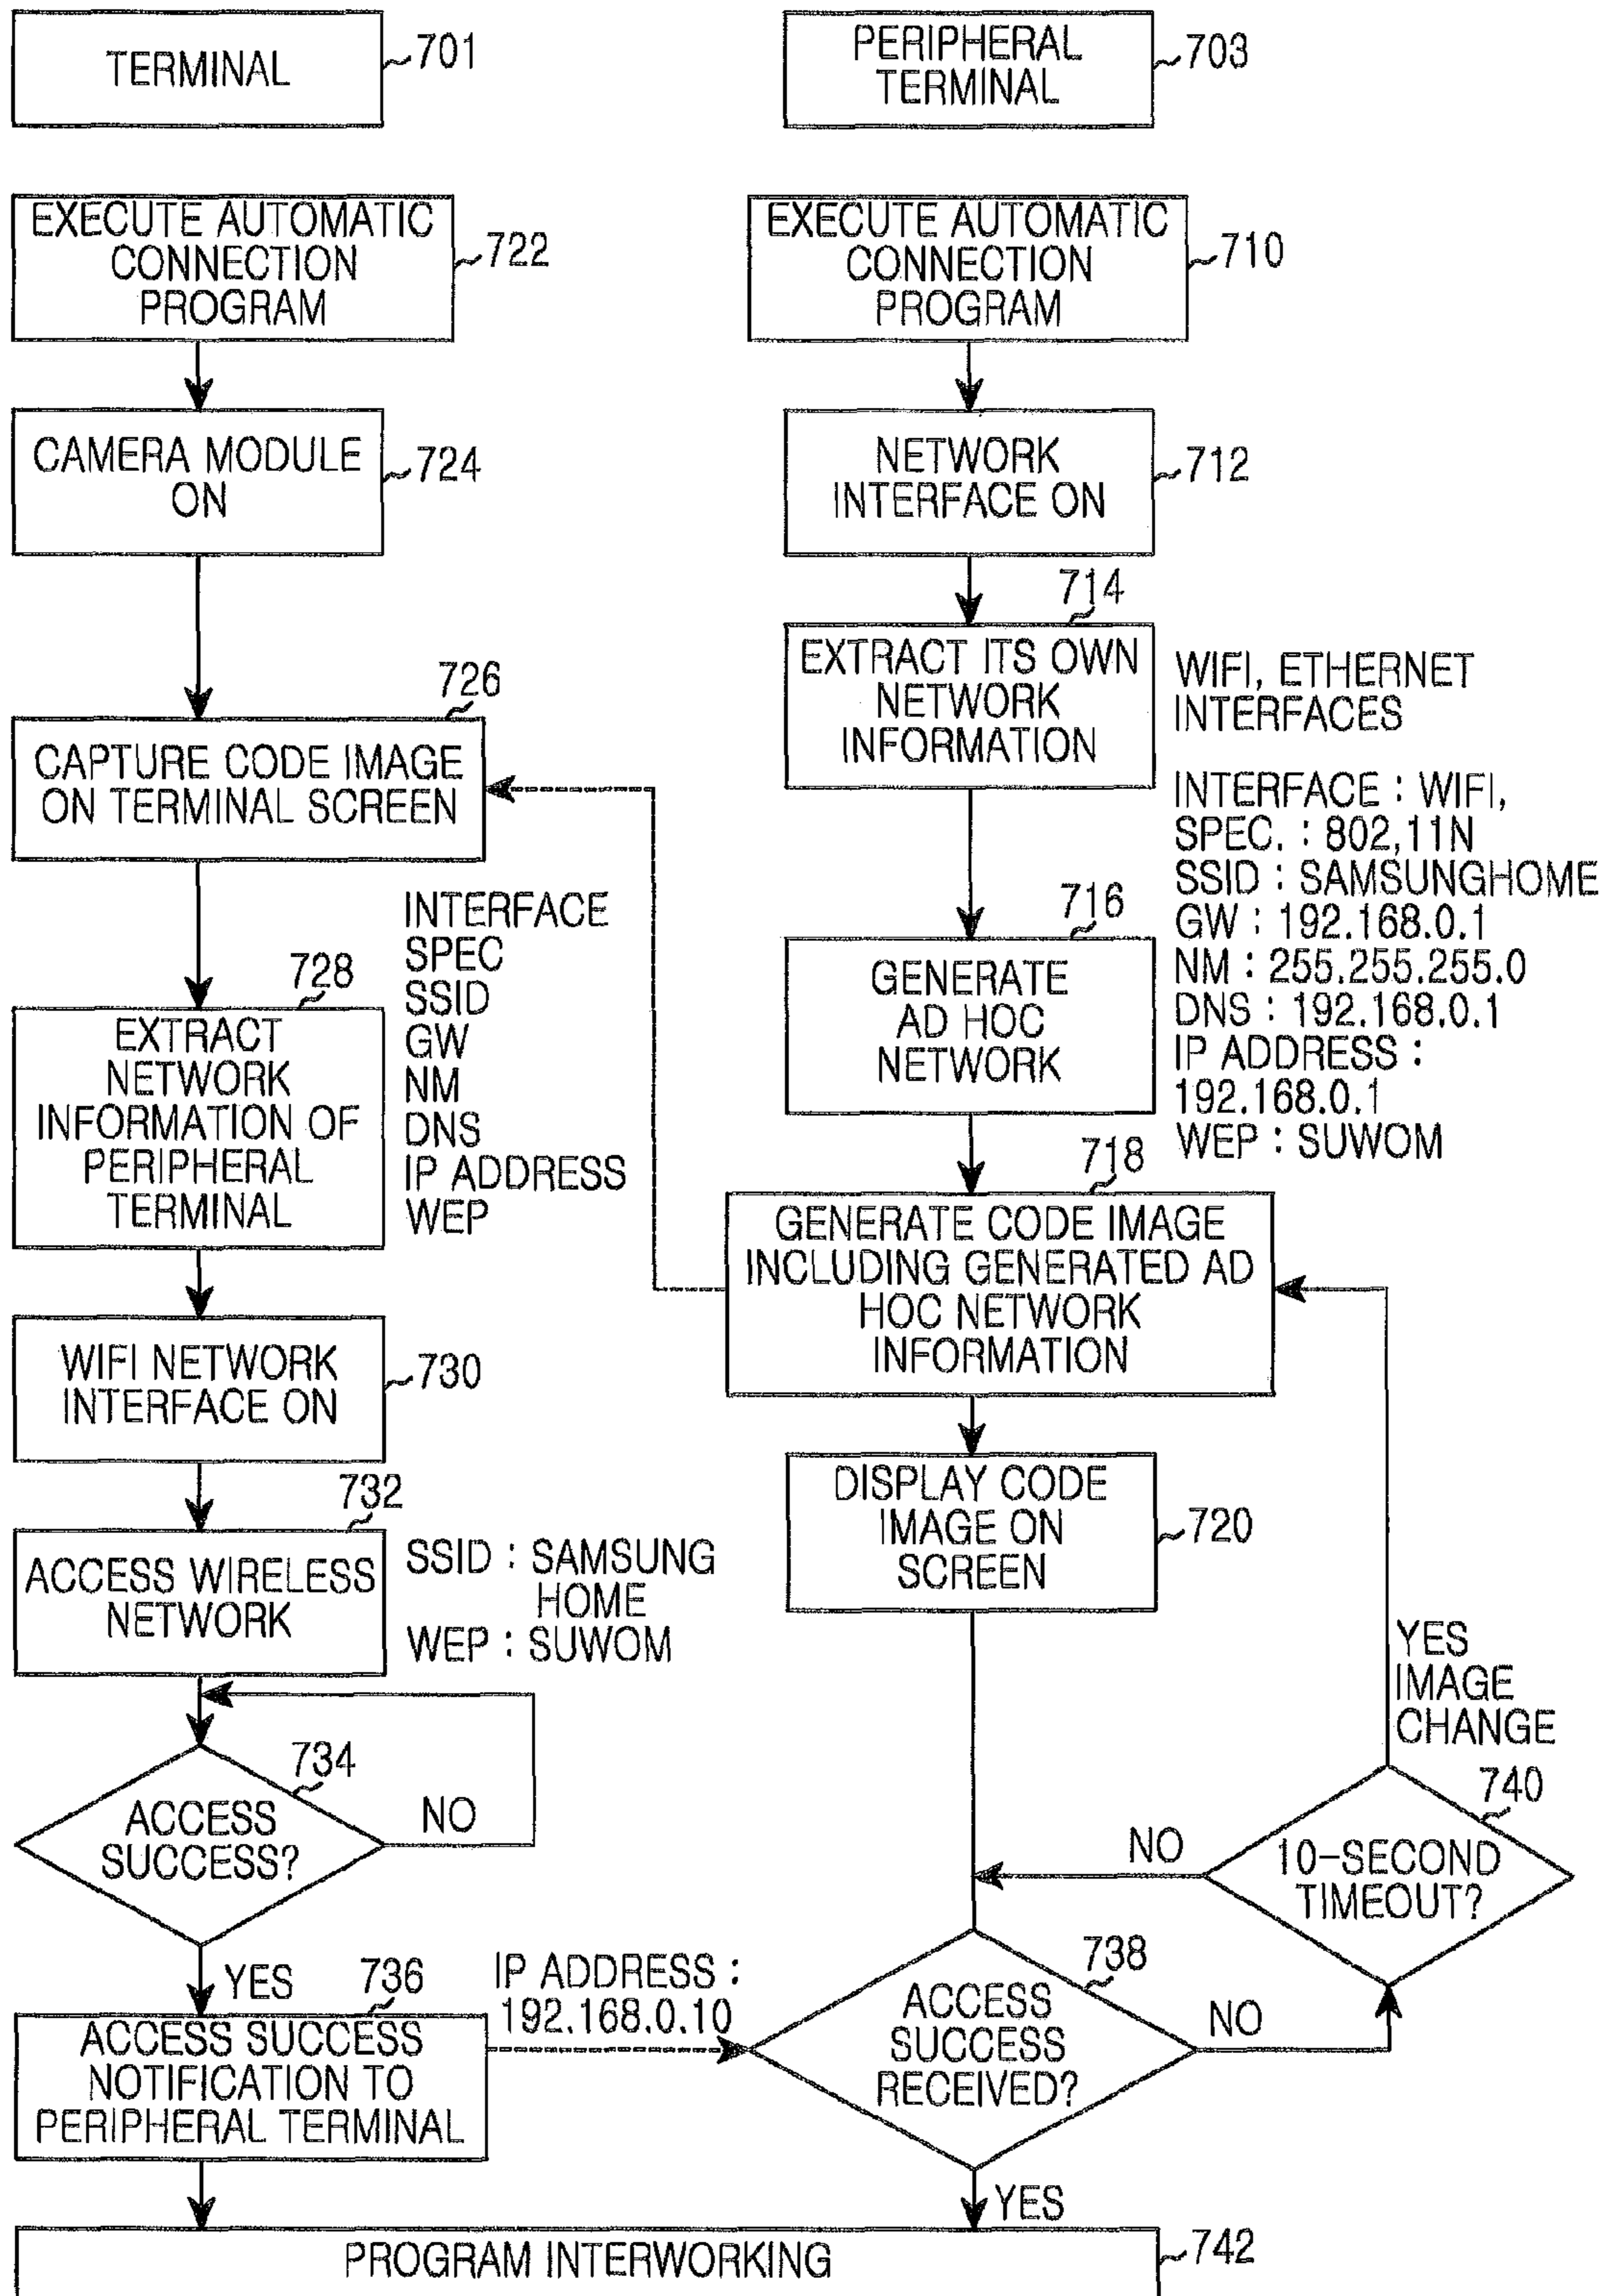 TERMINAL
701
PERIPHERAL
TERMINAL
703
EXECUTE AUTOMATIC
CONNECTION
PROGRAM
722
EXECUTE AUTOMATIC
CONNECTION
PROGRAM
710
CAMERA MODULE
ON
724
NETWORK
INTERFACE ON
712
714
EXTRACT ITS OWN
NETWORK
INFORMATION
WIFI, ETHERNET
INTERFACES
726
CAPTURE CODE IMAGE
ON TERMINAL SCREEN
INTERFACE : WIFI,
SPEC. : 802,11N
SSID : SAMSUNGHOME
GW : 192.168.0.1
NM : 255.255.255.0
DNS : 192.168.0.1
IP ADDRESS :
192.168.0.1
WEP : SUWOM
716
GENERATE
AD HOC
NETWORK
INTERFACE
SPEC
SSID
GW
NM
DNS
IP ADDRESS
WEP
728
EXTRACT
NETWORK
INFORMATION OF
PERIPHERAL
TERMINAL
718
GENERATE CODE IMAGE
INCLUDING GENERATED AD
HOC NETWORK
INFORMATION
WIFI NETWORK
INTERFACE ON
730
DISPLAY CODE
IMAGE ON
SCREEN
720
732
ACCESS WIRELESS
NETWORK
SSID : SAMSUNG
HOME
WEP : SUWOM
YES
IMAGE
CHANGE
734
ACCESS
SUCCESS?
NO
740
10-SECOND
TIMEOUT?
NO
YES
736
ACCESS SUCCESS
NOTIFICATION TO
PERIPHERAL TERMINAL
IP ADDRESS :
192.168.0.10
738
ACCESS
SUCCESS
RECEIVED?
NO
YES
PROGRAM INTERWORKING
742